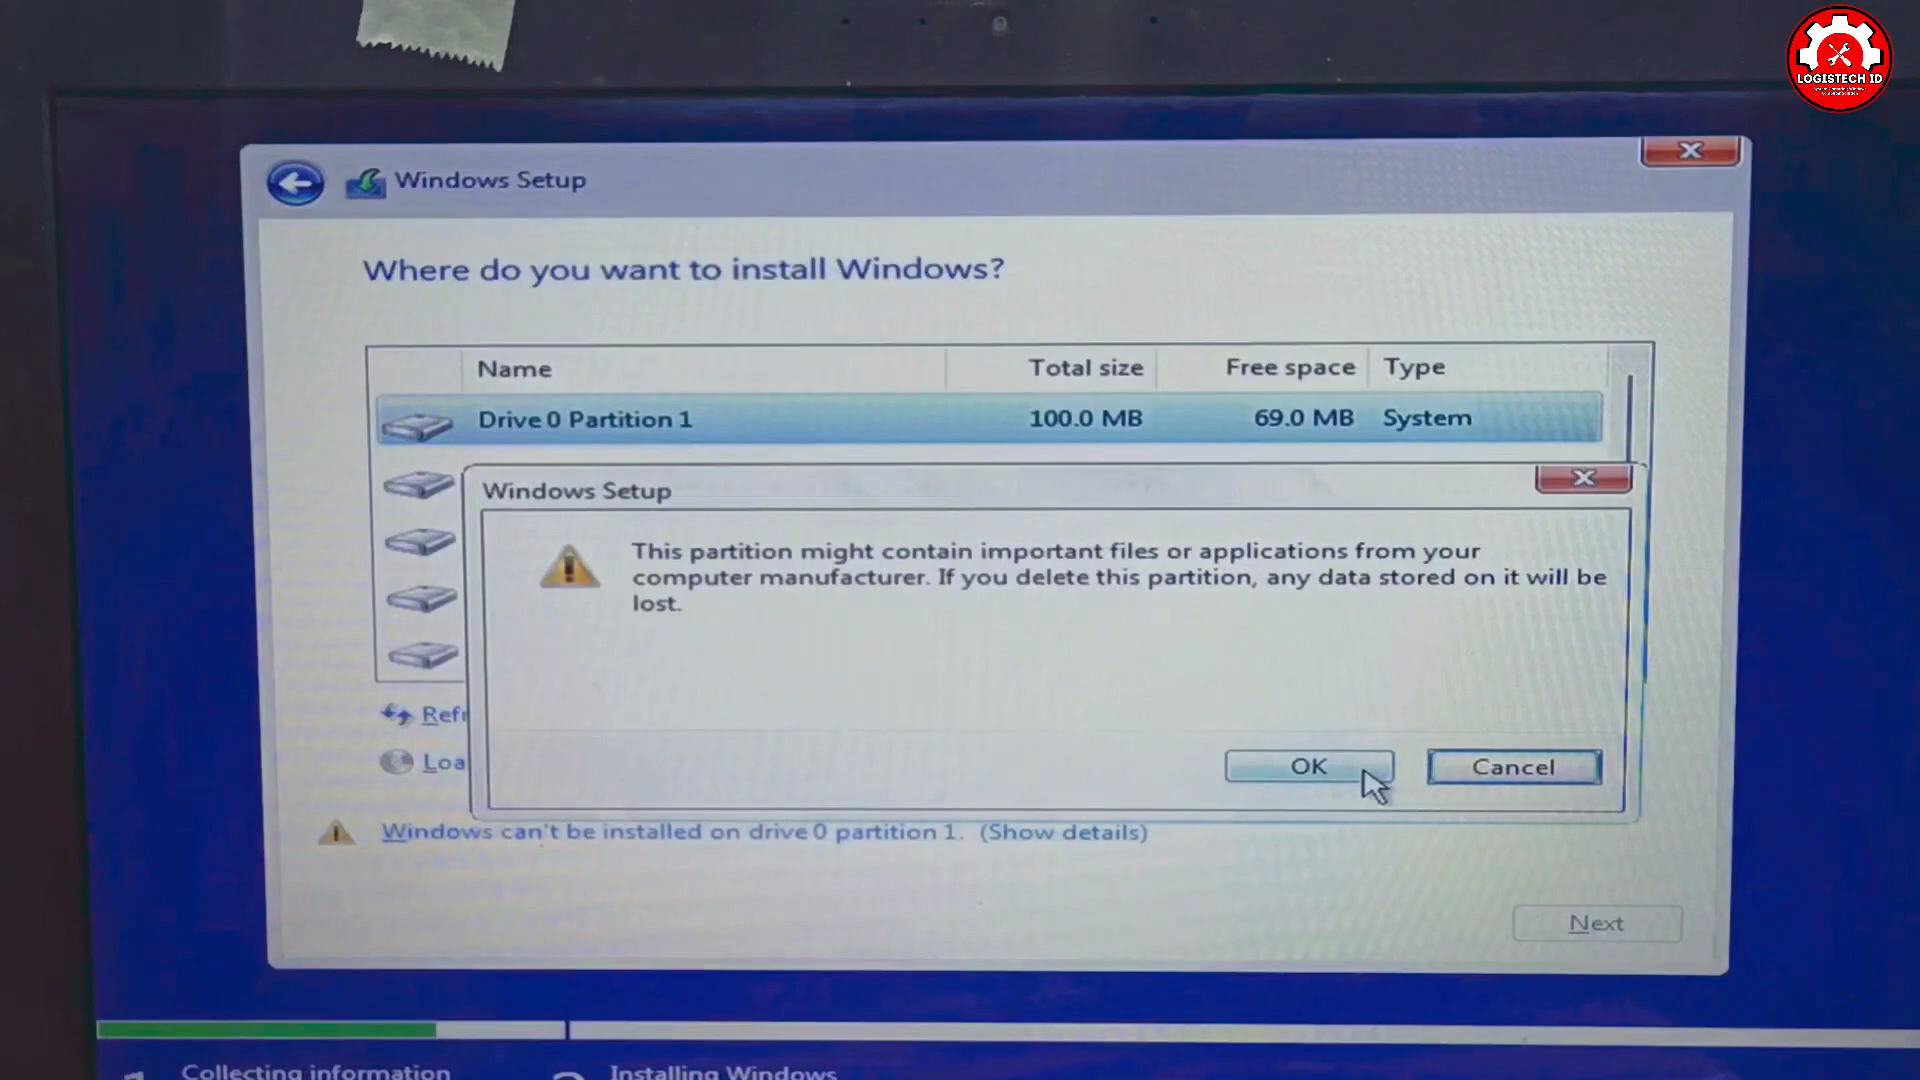 LOGISTECH ID
Windows Setup
Where do you want to install Windows?
Name Total size Free space Type
Drive 0 Partition 1 100.0 MB 69.0 MB System
Windows Setup
This partition might contain important files or applications from your
computer manufacturer. If you delete this partition, any data stored on it will be
lost.
Refr
Loa
OK Cancel
Windows can't be installed on drive 0 partition 1. (Show details)
Next
Collecting information
Installing Windows